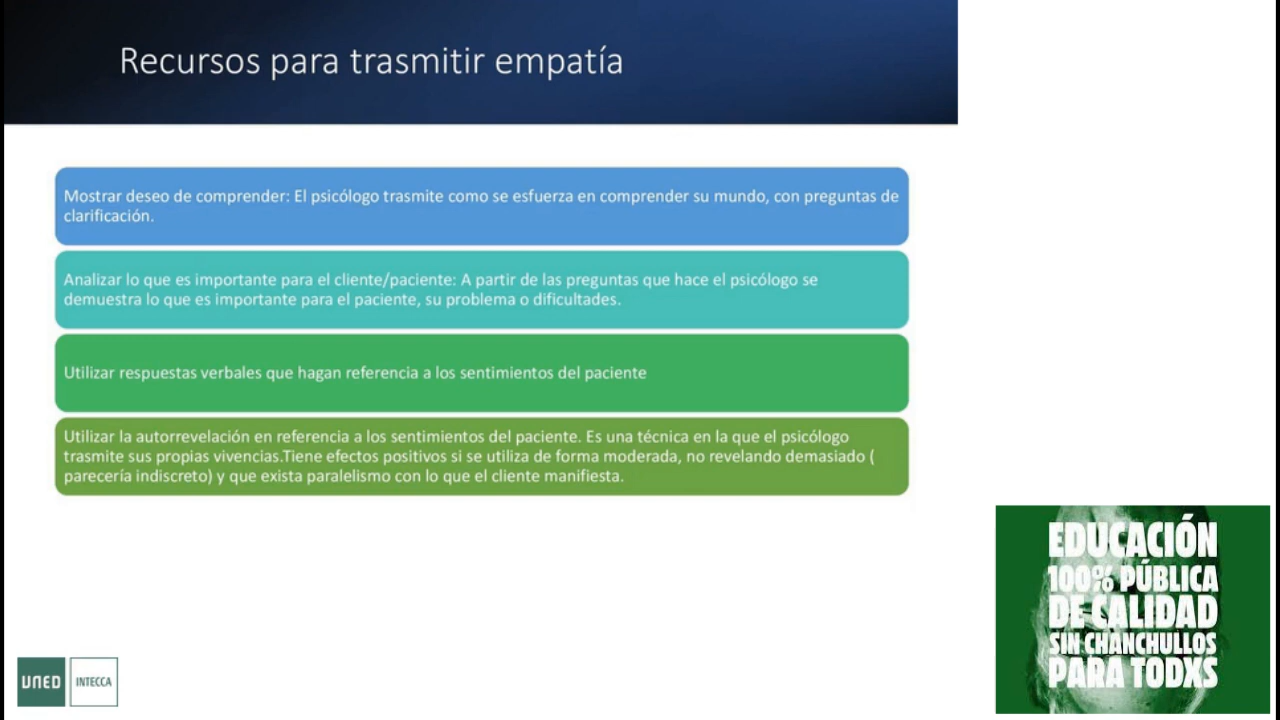 Recursos para trasmitir empatía
Mostrar deseo de comprender: El psicólogo trasmite como se esfuerza en comprender su mundo, con preguntas de
clarificación.
Analizar lo que es importante para el cliente/paciente: A partir de las preguntas que hace el psicólogo se
demuestra lo que es importante para el paciente, su problema o dificultades.
Utilizar respuestas verbales que hagan referencia a los sentimientos del paciente
Utilizar la autorrevelación en referencia a los sentimientos del paciente. Es una técnica en la que el psicólogo
trasmite sus propias vivencias.Tiene efectos positivos si se utiliza de forma moderada, no revelando demasiado (
parecería indiscreto) y que exista paralelismo con lo que el cliente manifiesta.
EDUCACIÓN
100% PÚBLICA
DE CALIDAD
SIN CHANCHULLOS
PARA TODXS
UNED INTECCA